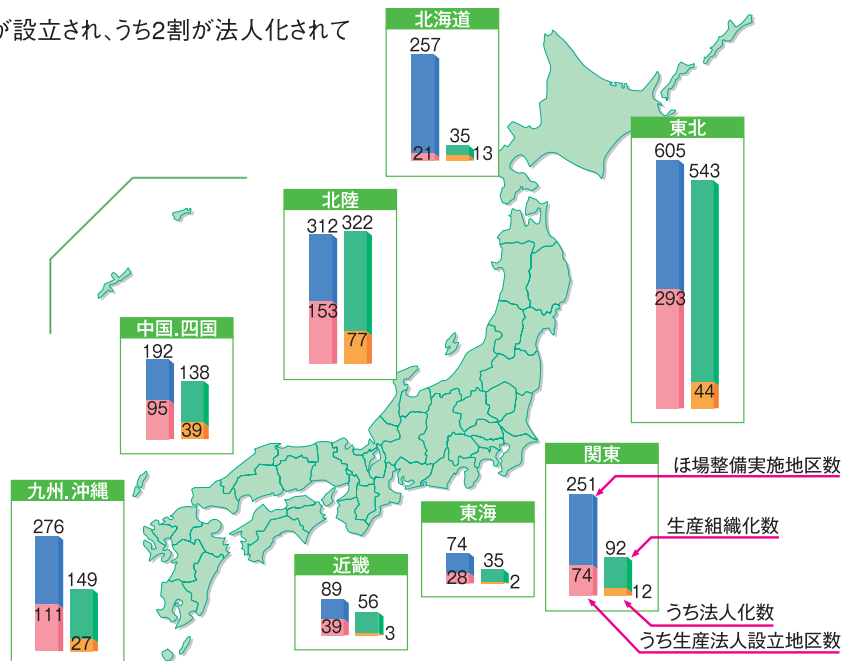 が設立され、うち2割が法人化されて
北海道
257
35
21
13
東北
605
543
293
44
北陸
312
322
153
77
中国.四国
192
138
95
39
関東
251
92
74
12
ほ場整備実施地区数
生産組織化数
うち法人化数
うち生産法人設立地区数
九州.沖縄
276
149
111
27
東海
74
35
28
2
近畿
89
56
39
3